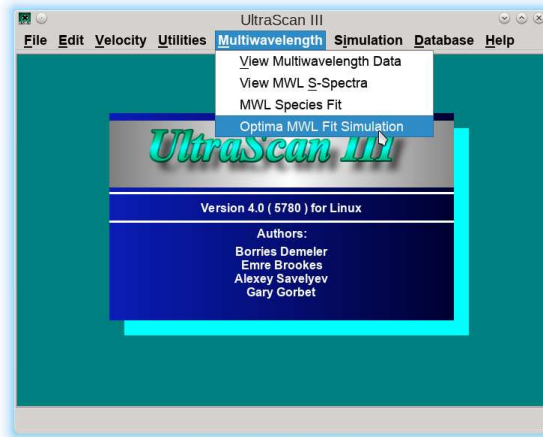 UltraScan III
File Edit Velocity Utilities Multiwavelength Simulation Database Help
View Multiwavelength Data
View MWL S-Spectra
MWL Species Fit
Optima MWL Fit Simulation
UltraScan III
Version 4.0 ( 5780 ) for Linux
Authors:
Borries Demeler
Emre Brookes
Alexey Savelyev
Gary Gorbet